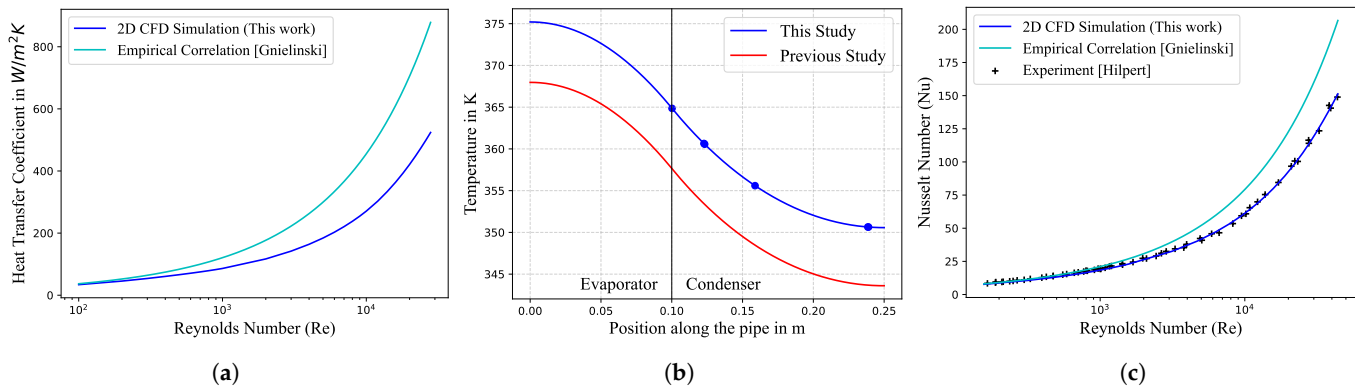 2D CFD Simulation (This work)
Empirical Correlation [Gnielinski]
Heat Transfer Coefficient in W/m²K
800
600
400
200
0
10²
10³
10⁴
Reynolds Number (Re)
(a)
This Study
Previous Study
Temperature in K
375
370
365
360
355
350
345
Evaporator
Condenser
0.00
0.05
0.10
0.15
0.20
0.25
Position along the pipe in m
(b)
2D CFD Simulation (This work)
Empirical Correlation [Gnielinski]
Experiment [Hilpert]
Nusselt Number (Nu)
200
175
150
125
100
75
50
25
0
10³
10⁴
Reynolds Number (Re)
(c)